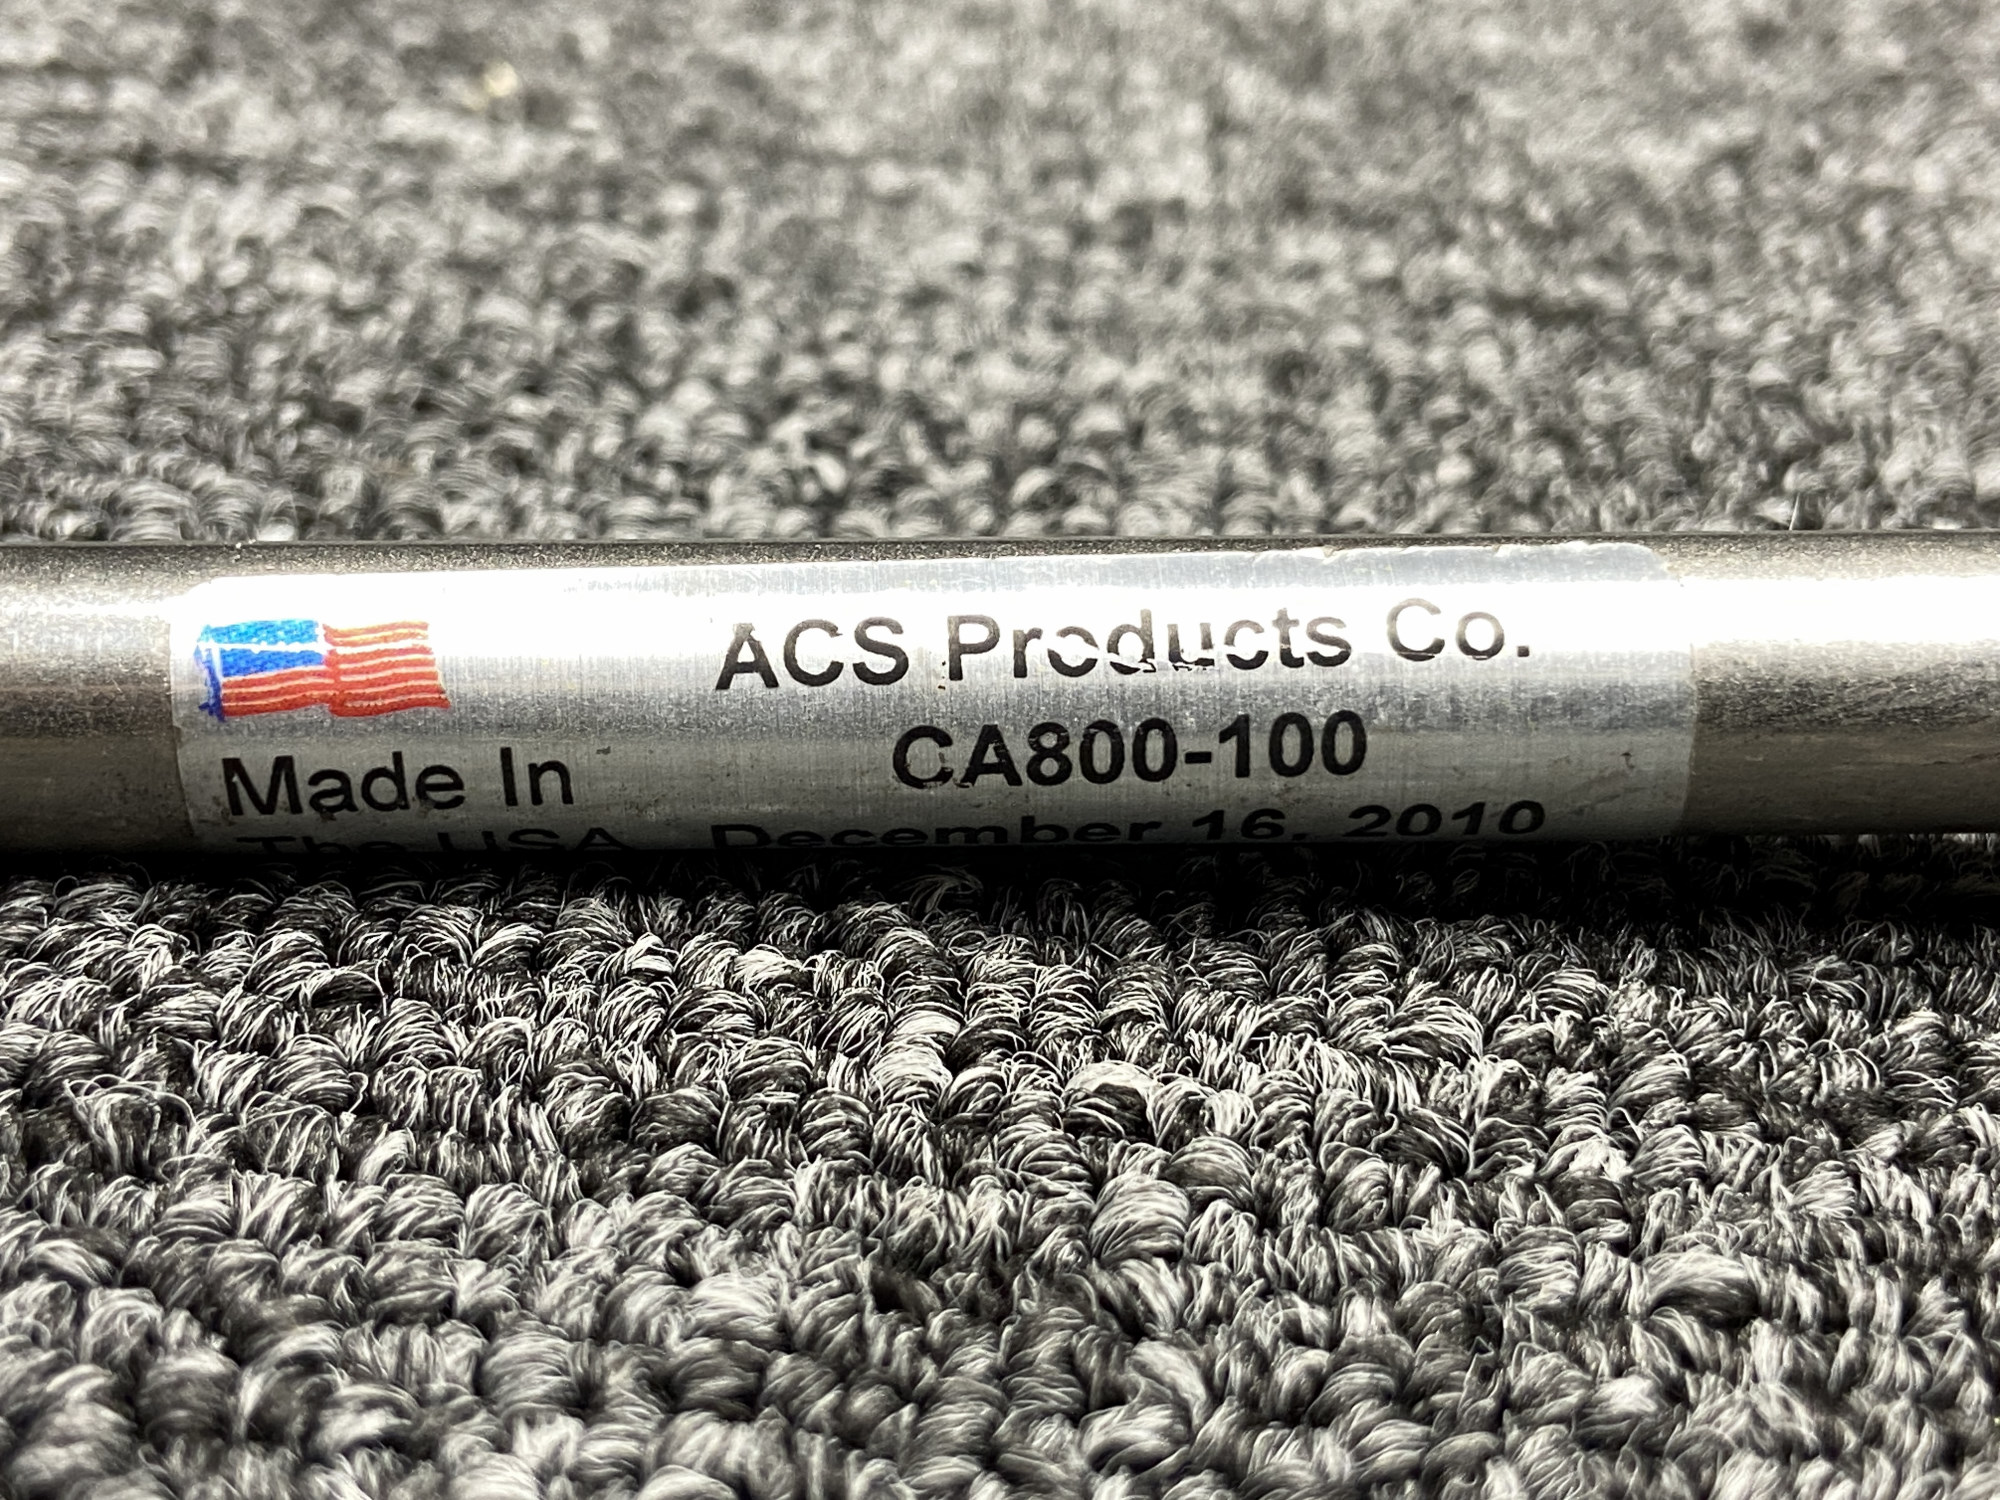 ACS Products Co.
CA800-100
Made In
The USA
December 16, 2010